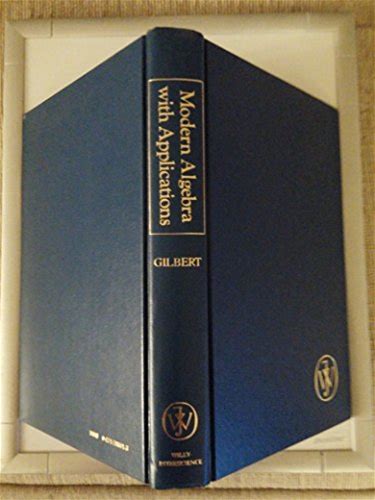 Modern Algebra
with Applications
GILBERT
WILEY-
INTERSCIENCE